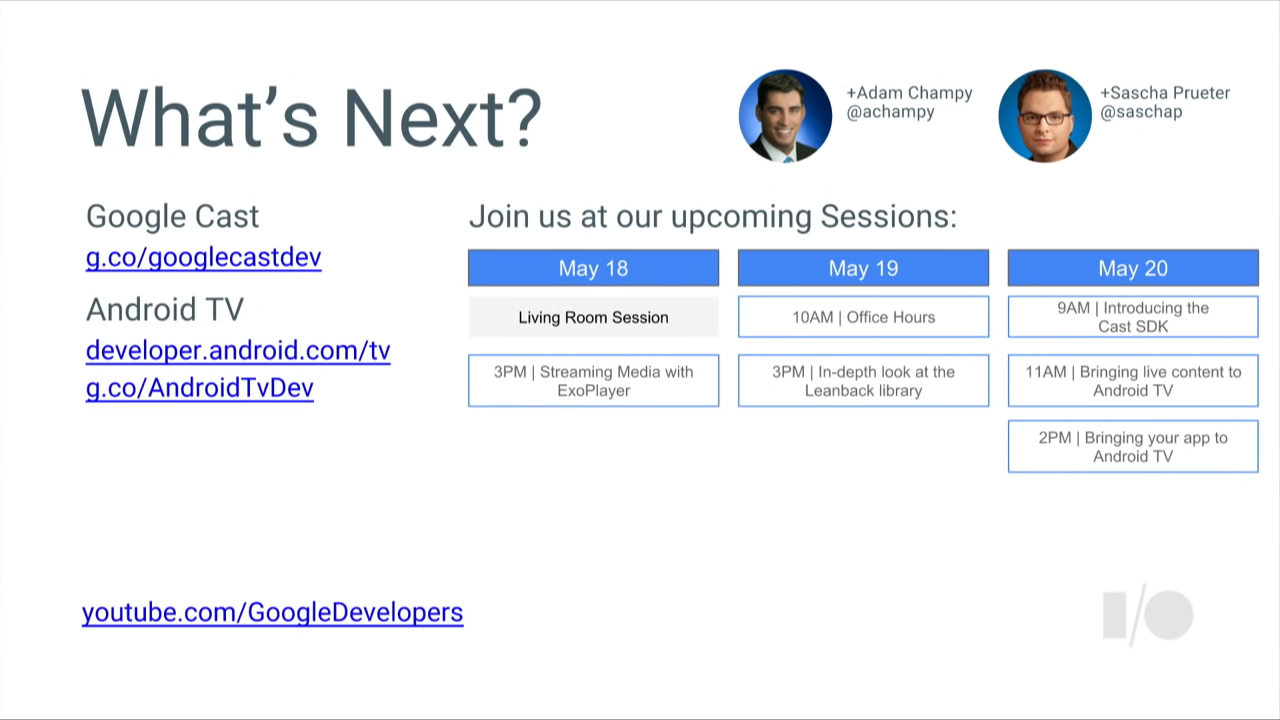 What's Next?
+Adam Champy
@achampy
+Sascha Prueter
@saschap
Google Cast
g.co/googlecastdev
Android TV
developer.android.com/tv
g.co/AndroidTvDev
Join us at our upcoming Sessions:
May 18
Living Room Session
3PM | Streaming Media with
ExoPlayer
May 19
10AM | Office Hours
3PM | In-depth look at the
Leanback library
May 20
9AM | Introducing the
Cast SDK
11AM | Bringing live content to
Android TV
2PM | Bringing your app to
Android TV
youtube.com/GoogleDevelopers
I/O